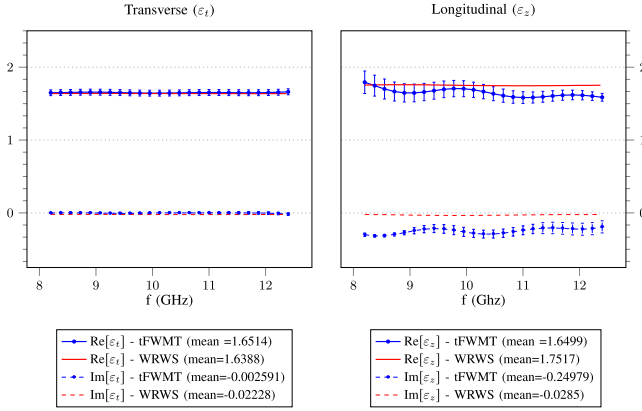 Transverse (εt)
Longitudinal (εz)
2
1
0
8
9
10
11
12
f (GHz)
8
9
10
11
12
f (Ghz)
2
1
0
Re[εt] - tFWMT (mean =1.6514)
Re[εt] - WRWS (mean=1.6388)
Im[εt] - tFWMT (mean=-0.002591)
Im[εt] - WRWS (mean=-0.02228)
Re[εz] - tFWMT (mean =1.6499)
Re[εz] - WRWS (mean=1.7517)
Im[εz] - tFWMT (mean=-0.24979)
Im[εz] - WRWS (mean=-0.0285)